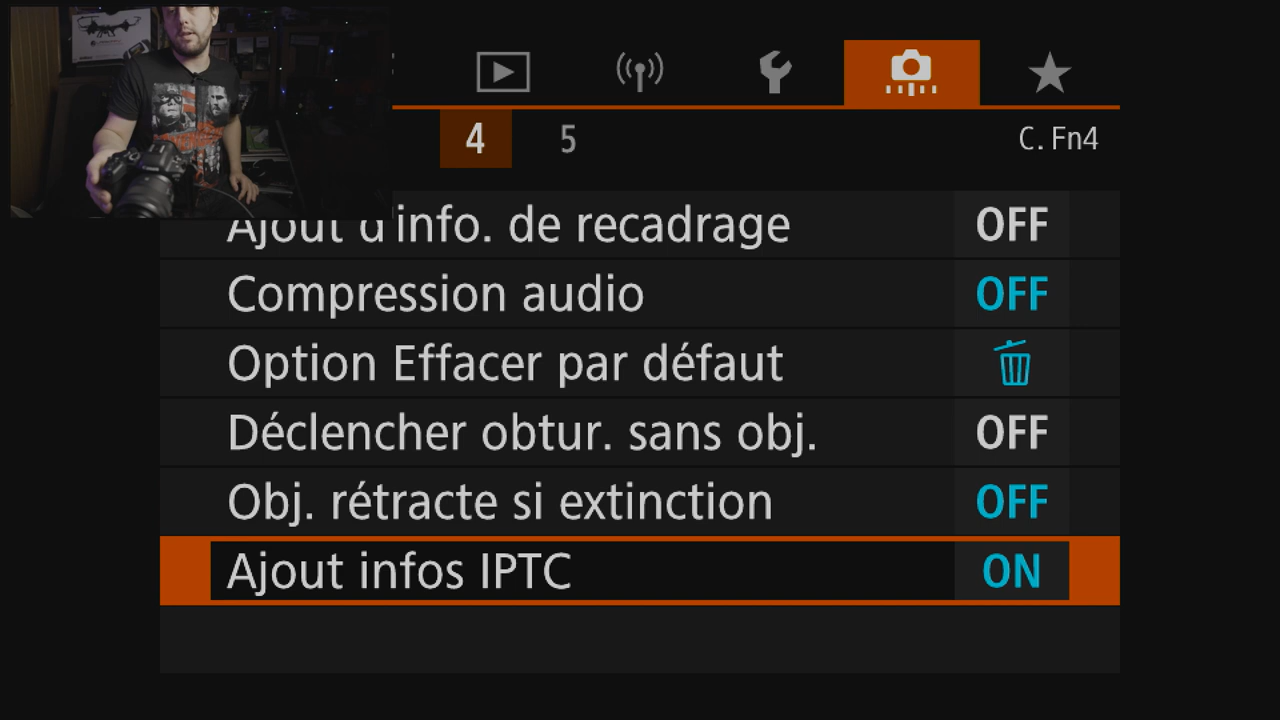 4 5 C.Fn4
Ajout d'info. de recadrage OFF
Compression audio OFF
Option Effacer par défaut
Déclencher obtur. sans obj. OFF
Obj. rétracte si extinction OFF
Ajout infos IPTC ON